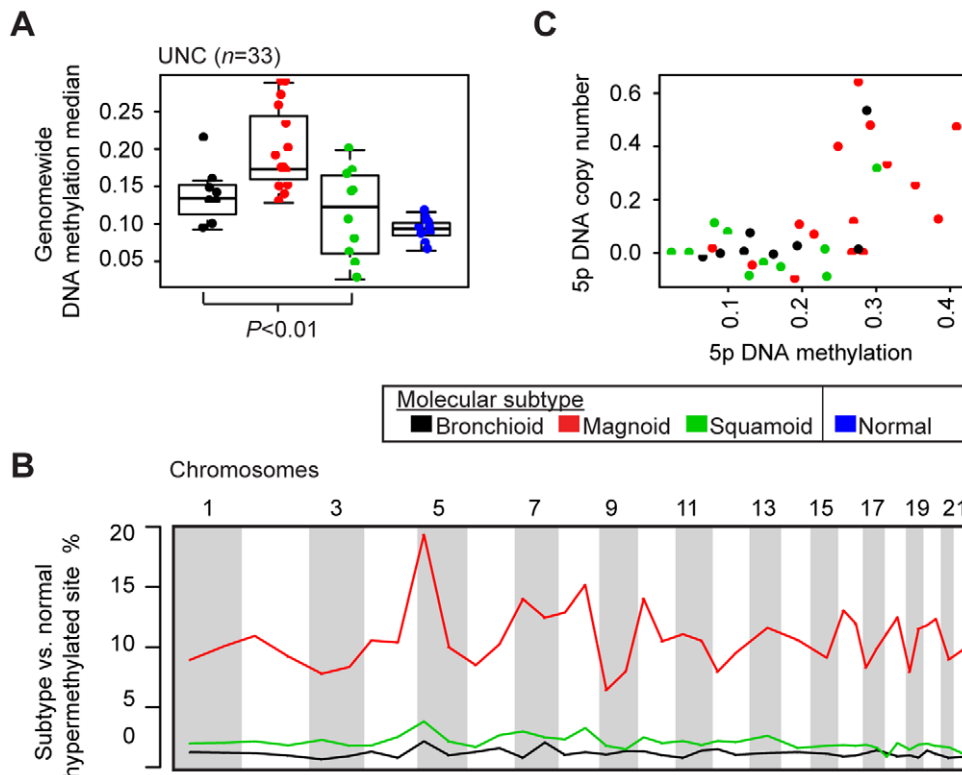 A
UNC (n=33)
Genomewide
DNA methylation median
0.25
0.20
0.15
0.10
0.05
P<0.01
C
5p DNA copy number
0.6
0.4
0.2
0.0
0.1
0.2
0.3
0.4
5p DNA methylation
Molecular subtype
Bronchioid Magnoid Squamoid Normal
B
Chromosomes
1 3 5 7 9 11 13 15 17 19 21
Subtype vs. normal
hypermethylated site %
20
15
10
5
0